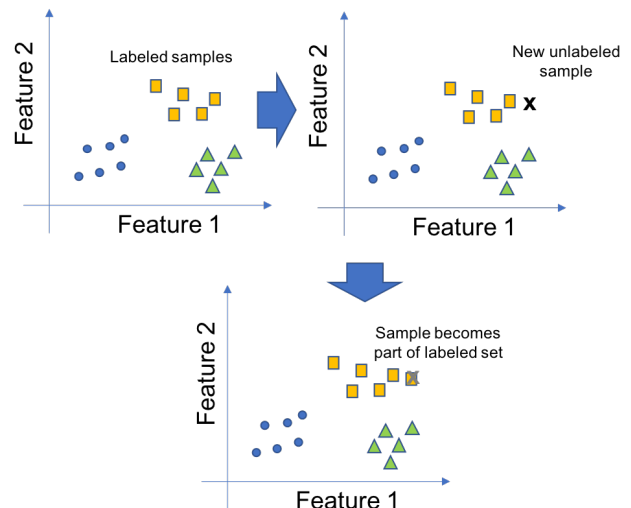 Feature 2
Labeled samples
Feature 1
Feature 2
New unlabeled
sample
x
Feature 1
Feature 2
Sample becomes
part of labeled set
x
Feature 1